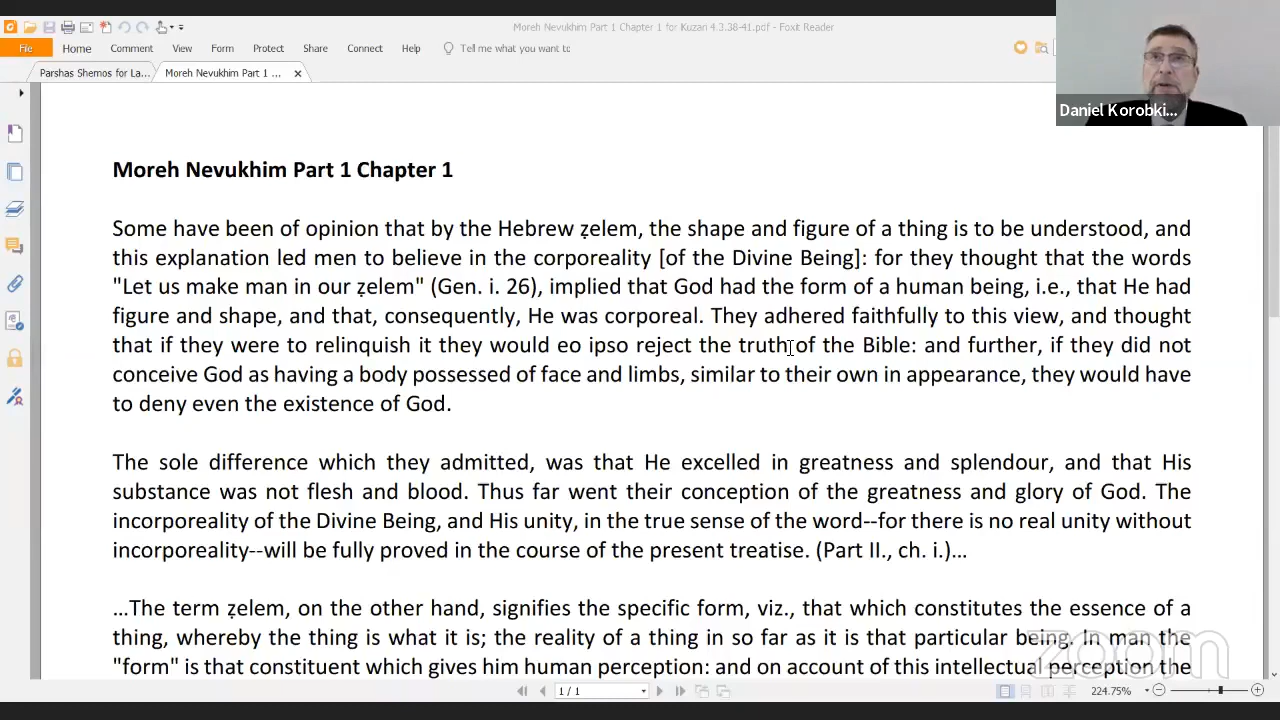 Moreh Nevukhim Part 1 Chapter 1 for Kuzari 4.3.38-41.pdf - Foxit Reader
File Home Comment View Form Protect Share Connect Help Tell me what you want to
Parshas Shemos for La... Moreh Nevukhim Part 1 ...
Daniel Korobki...
Moreh Nevukhim Part 1 Chapter 1
Some have been of opinion that by the Hebrew ẓelem, the shape and figure of a thing is to be understood, and
this explanation led men to believe in the corporeality [of the Divine Being]: for they thought that the words
"Let us make man in our ẓelem" (Gen. i. 26), implied that God had the form of a human being, i.e., that He had
figure and shape, and that, consequently, He was corporeal. They adhered faithfully to this view, and thought
that if they were to relinquish it they would eo ipso reject the truth of the Bible: and further, if they did not
conceive God as having a body possessed of face and limbs, similar to their own in appearance, they would have
to deny even the existence of God.
The sole difference which they admitted, was that He excelled in greatness and splendour, and that His
substance was not flesh and blood. Thus far went their conception of the greatness and glory of God. The
incorporeality of the Divine Being, and His unity, in the true sense of the word--for there is no real unity without
incorporeality--will be fully proved in the course of the present treatise. (Part II., ch. i.)...
...The term ẓelem, on the other hand, signifies the specific form, viz., that which constitutes the essence of a
thing, whereby the thing is what it is; the reality of a thing in so far as it is that particular being. In man the
"form" is that constituent which gives him human perception: and on account of this intellectual perception the
zoom
1 / 1
224.75%